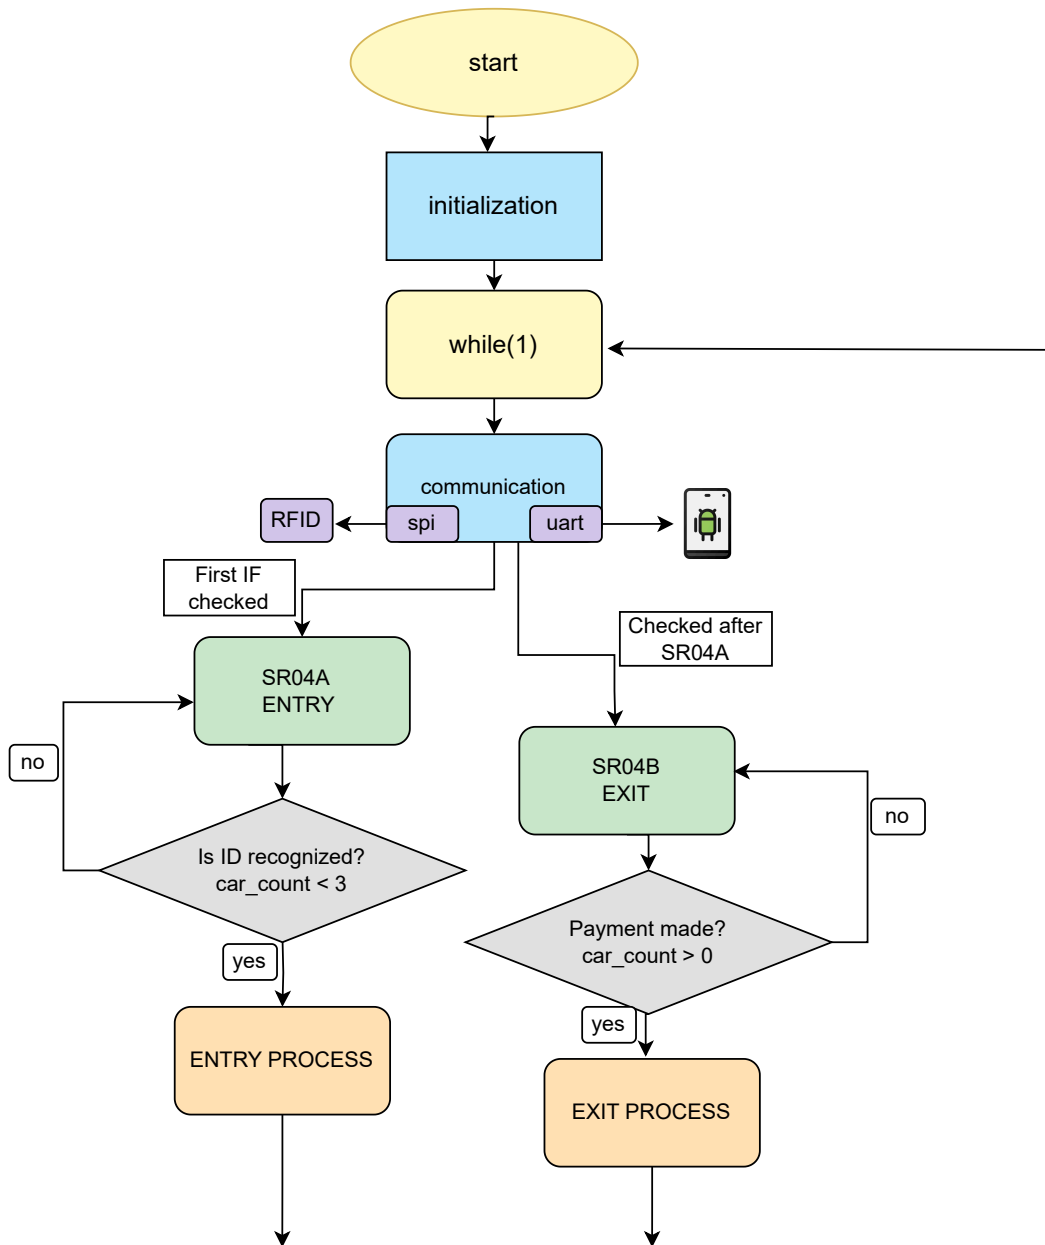 start
initialization
while(1)
communication
RFID
spi
uart
First IF
checked
Checked after
SR04A
SR04A
ENTRY
no
SR04B
EXIT
no
Is ID recognized?
car_count < 3
Payment made?
car_count > 0
yes
yes
ENTRY PROCESS
EXIT PROCESS